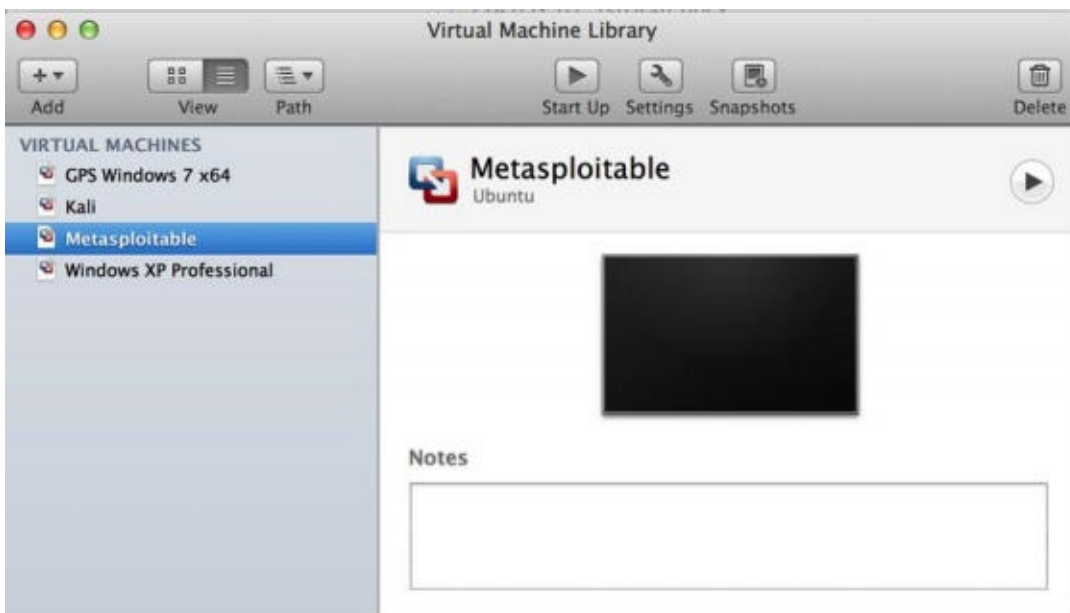 Virtual Machine Library
Add View Path Start Up Settings Snapshots Delete
VIRTUAL MACHINES
GPS Windows 7 x64
Kali
Metasploitable
Windows XP Professional
Metasploitable
Ubuntu
Notes